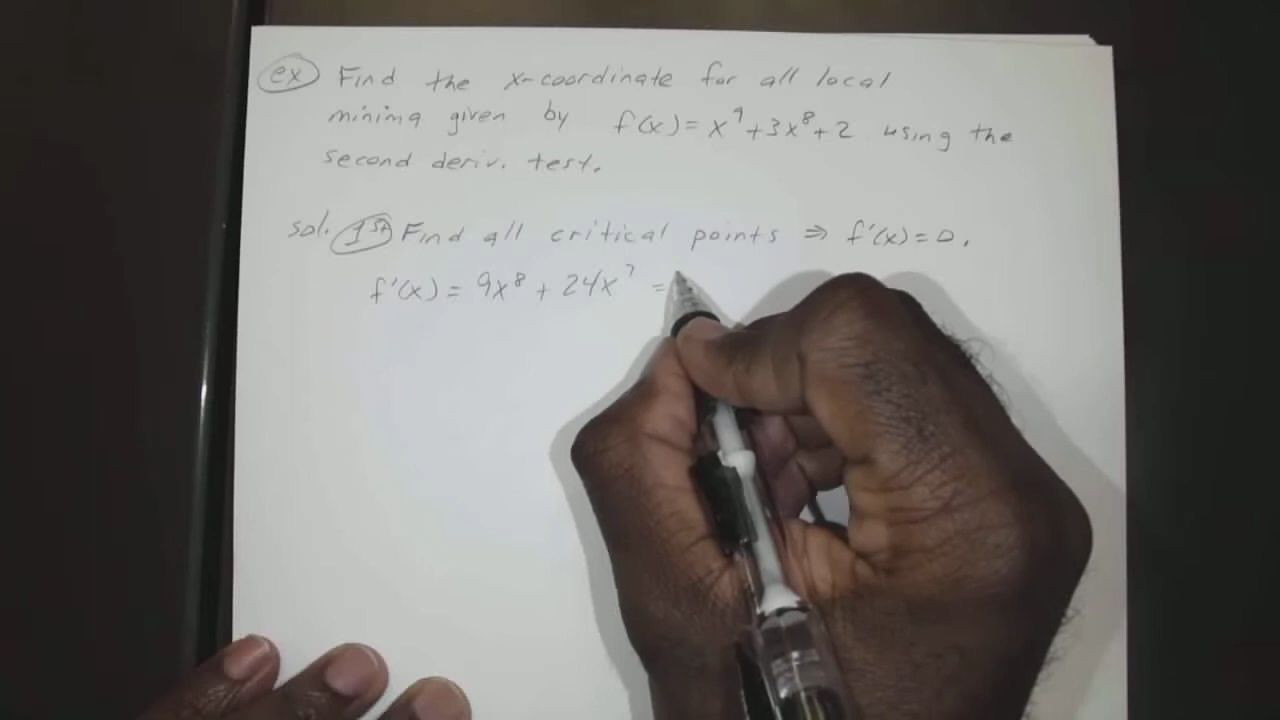 ex Find the x-coordinate for all local
minima given by f(x)=x⁹+3x⁸+2 using the
second deriv. test.
sol. 1st Find all critical points ⇒ f'(x)=0.
f'(x)= 9x⁸ + 24x⁷ =